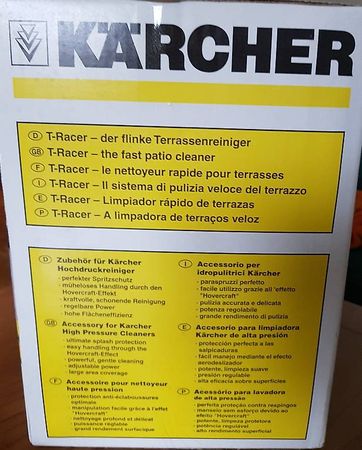 KÄRCHER
D T-Racer – der flinke Terrassenreiniger
GB T-Racer – the fast patio cleaner
F T-Racer – le nettoyeur rapide pour terrasses
I T-Racer – Il sistema di pulizia veloce del terrazzo
E T-Racer – Limpiador rápido de terrazas
P T-Racer – A limpadora de terraços veloz
D Zubehör für Kärcher
Hochdruckreiniger
- perfekter Spritzschutz
- müheloses Handling durch den
Hovercraft-Effekt
- kraftvolle, schonende Reinigung
- regelbare Power
- hohe Flächeneffizienz
GB Accessory for Karcher
High Pressure Cleaners
- ultimate splash protection
- easy handling through the
Hovercraft-Effect
- powerful, gentle cleaning
- adjustable power
- large area coverage
F Accessoire pour nettoyeur
haute pression
- protection anti-éclaboussures
optimale
- manipulation facile grâce à l'effet
"Hovercraft"
- nettoyage profond et délicat
- puissance réglable
- grand rendement surfacique
I Accessorio per
idropulitrici Kärcher
- paraspruzzi perfetto
- facile utilizzo grazie all 'effetto
"Hovercraft"
- pulizia accurata e delicata
- potenza regolabile
- grande rendimento di pulizia
E Accesorio para limpiadora
Kärcher de alta presión
- protección perfecta a las
salpicaduras
- fácil manejo mediante el efecto
aerodeslizador
- potente, limpieza suave
- presión regulable
- alta eficacia sobre superficies
P Accesório para lavadora
de alta pressão
- perfeita proteção contra respingos
- manseio sem esforço devido ao
efeito "Hovercraft"
- potente, limpeza protetora
- potência regulável
- alto rendimento superficial